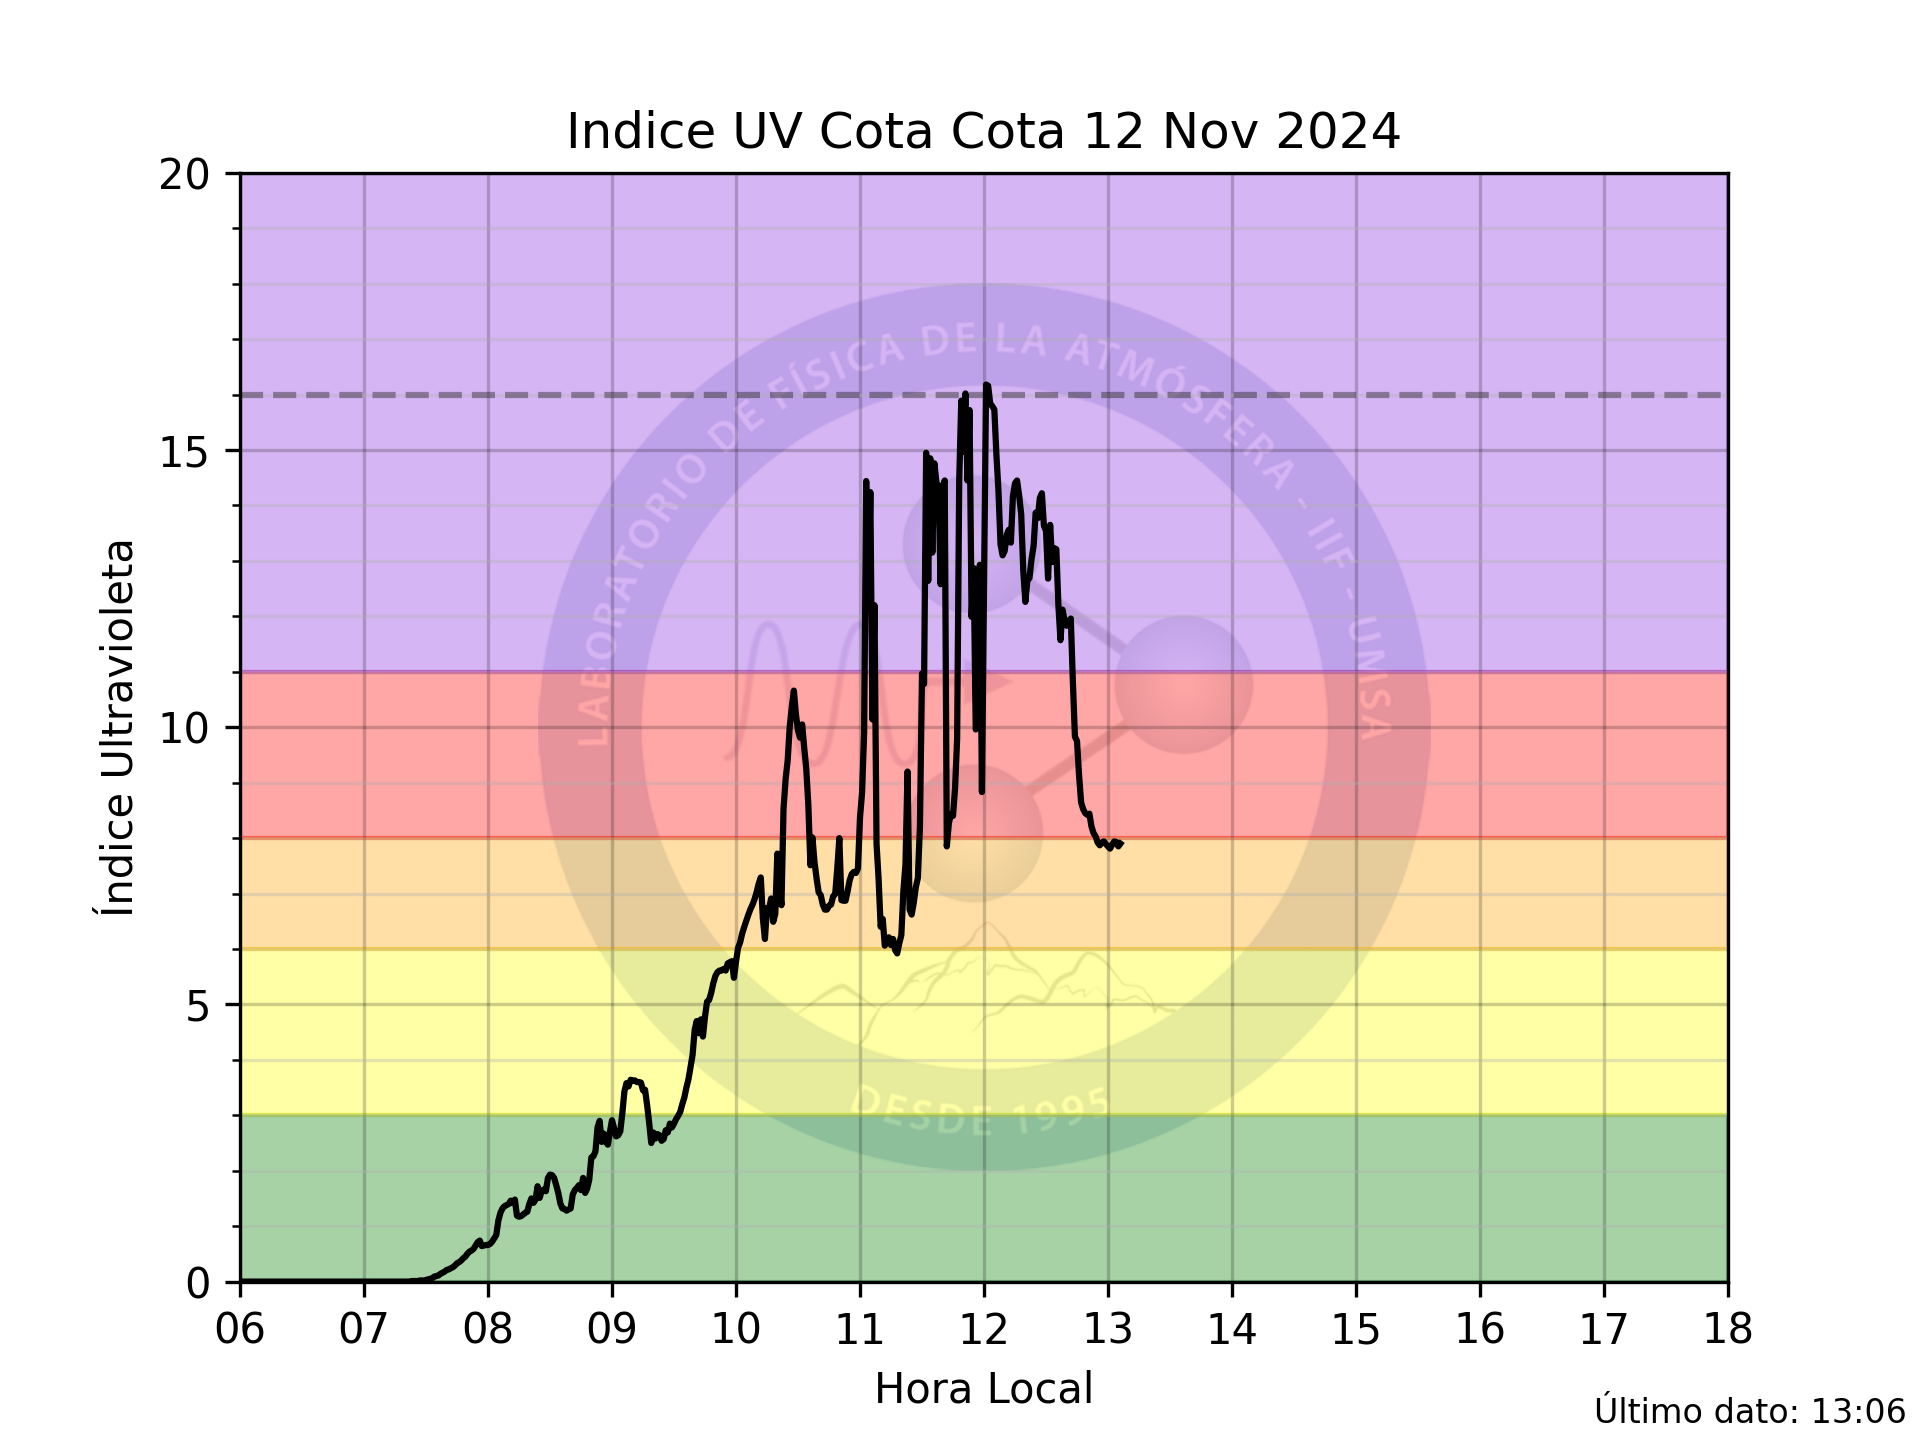 Indice UV Cota Cota 12 Nov 2024
20
15
10
5
0
Índice Ultravioleta
LABORATORIO DE FÍSICA DE LA ATMÓSFERA - IIF - UMSA
DESDE 1995
06 07 08 09 10 11 12 13 14 15 16 17 18
Hora Local
Último dato: 13:06